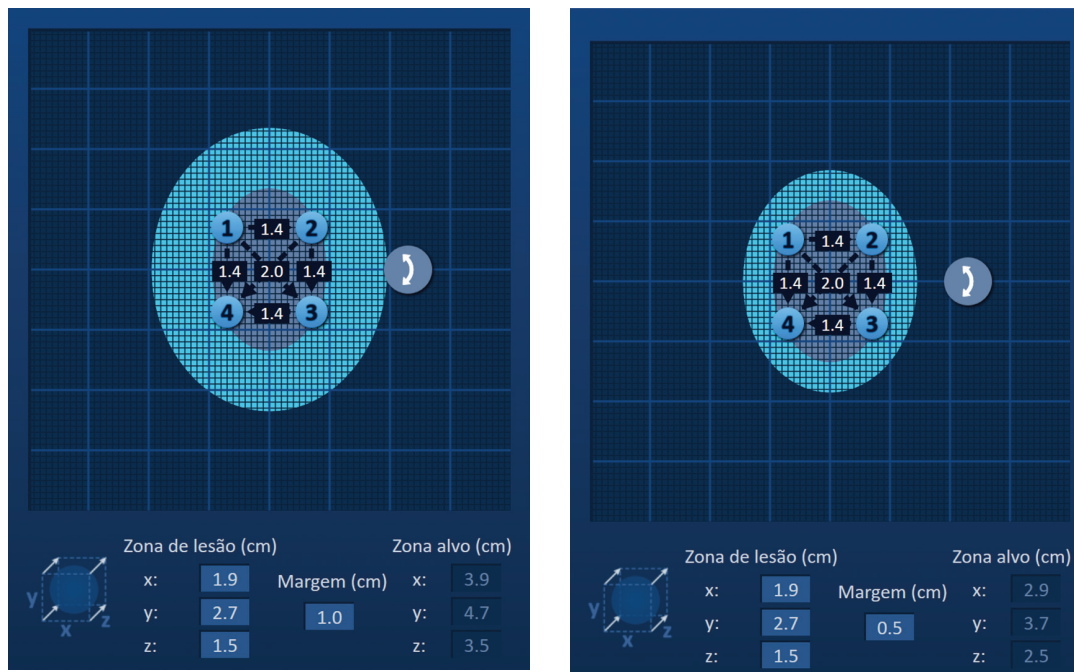 1 1.4 2
1.4 2.0 1.4
4 1.4 3
Zona de lesão (cm) Zona alvo (cm)
x: 1.9 Margem (cm) x: 3.9
y: 2.7 1.0 y: 4.7
z: 1.5 z: 3.5
y x z
1 1.4 2
1.4 2.0 1.4
4 1.4 3
Zona de lesão (cm) Zona alvo (cm)
x: 1.9 Margem (cm) x: 2.9
y: 2.7 0.5 y: 3.7
z: 1.5 z: 2.5
y x z